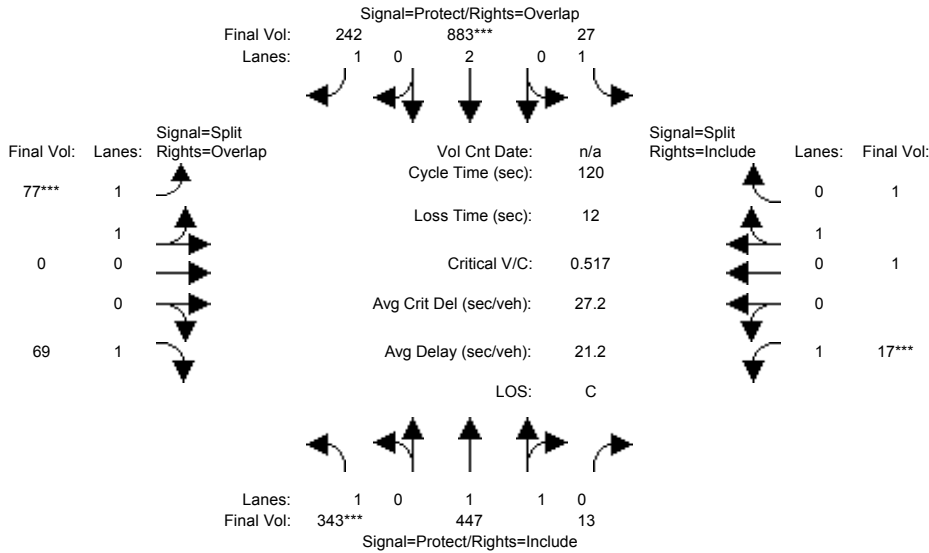 Signal=Protect/Rights=Overlap
Final Vol: 242 883*** 27
Lanes: 1 0 2 0 1
Signal=Split
Final Vol: Lanes: Rights=Overlap
Vol Cnt Date: n/a
Signal=Split
Rights=Include Lanes: Final Vol:
Cycle Time (sec): 120
77*** 1
0 1
Loss Time (sec): 12
1
1
0 0
Critical V/C: 0.517
0 1
0
Avg Crit Del (sec/veh): 27.2
0
69 1
Avg Delay (sec/veh): 21.2
1 17***
LOS: C
Lanes: 1 0 1 1 0
Final Vol: 343*** 447 13
Signal=Protect/Rights=Include